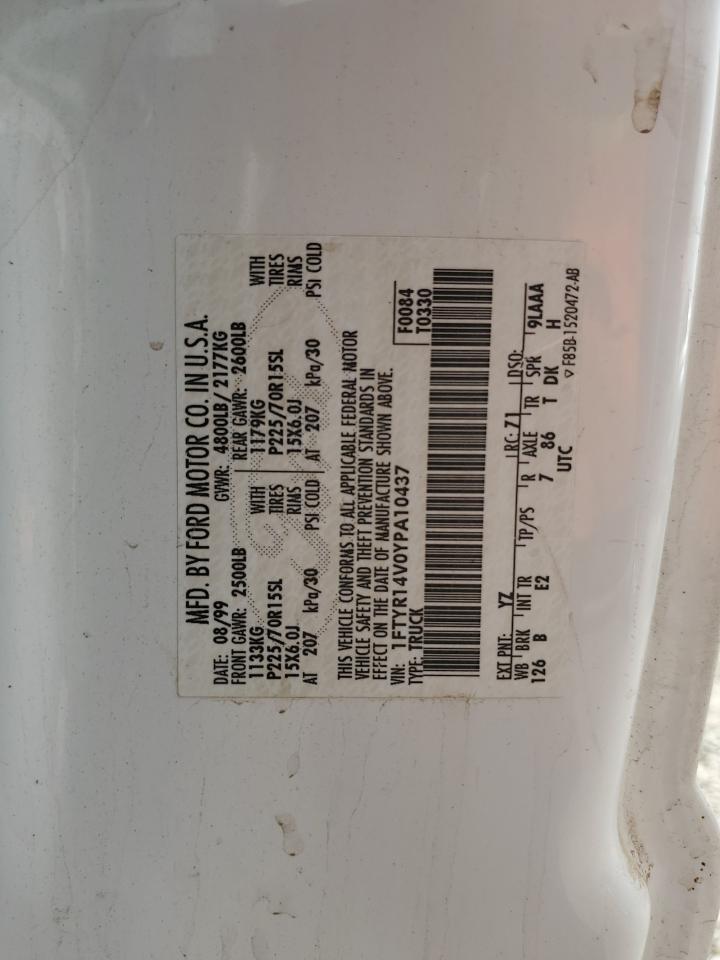 MFD. BY FORD MOTOR CO. IN U.S.A.
DATE: 08/99 GVWR: 4800LB/ 2177KG
FRONT GAWR: 2500LB REAR GAWR: 2600LB
1133KG WITH 1179KG WITH
P225/70R15SL TIRES P225/70R15SL TIRES
15X6.0J RIMS 15X6.0J RIMS
AT 207 kPa/30 PSI COLD AT 207 kPa/30 PSI COLD
THIS VEHICLE CONFORMS TO ALL APPLICABLE FEDERAL MOTOR
VEHICLE SAFETY AND THEFT PREVENTION STANDARDS IN
EFFECT ON THE DATE OF MANUFACTURE SHOWN ABOVE.
VIN: 1FTYR14V0YPA10437 F0084
TYPE: TRUCK T0330
EXT PNT: YZ RC: 71 DSO:
WB BRK INT TR TP/PS R AXLE TR SPR 9LAAA
126 B E2 7 86 T DK H
UTC ▽ F85B-1520472-AB